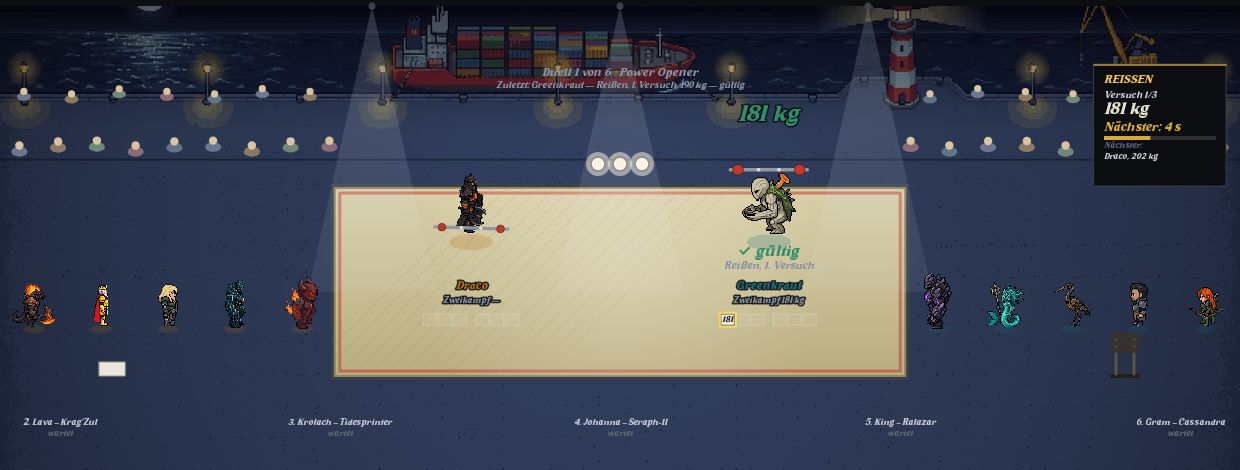 Duell 1 von 6 · Power Opener
Zuletzt: Greenkraut — Reißen, 1. Versuch 190 kg — gültig
181 kg
REISSEN
Versuch 1/3
181 kg
Nächster: 4 s
Nächster:
Draco, 202 kg
✓ gültig
Reißen, 1. Versuch
Draco
Zweikampf —
Greenkraut
Zweikampf 181 kg
181
2. Lava – Krag'Zul
wartet
3. Krolach – Tidesprinter
wartet
4. Johanna – Seraph-11
wartet
5. King – Ralazar
wartet
6. Gram – Cassandra
wartet